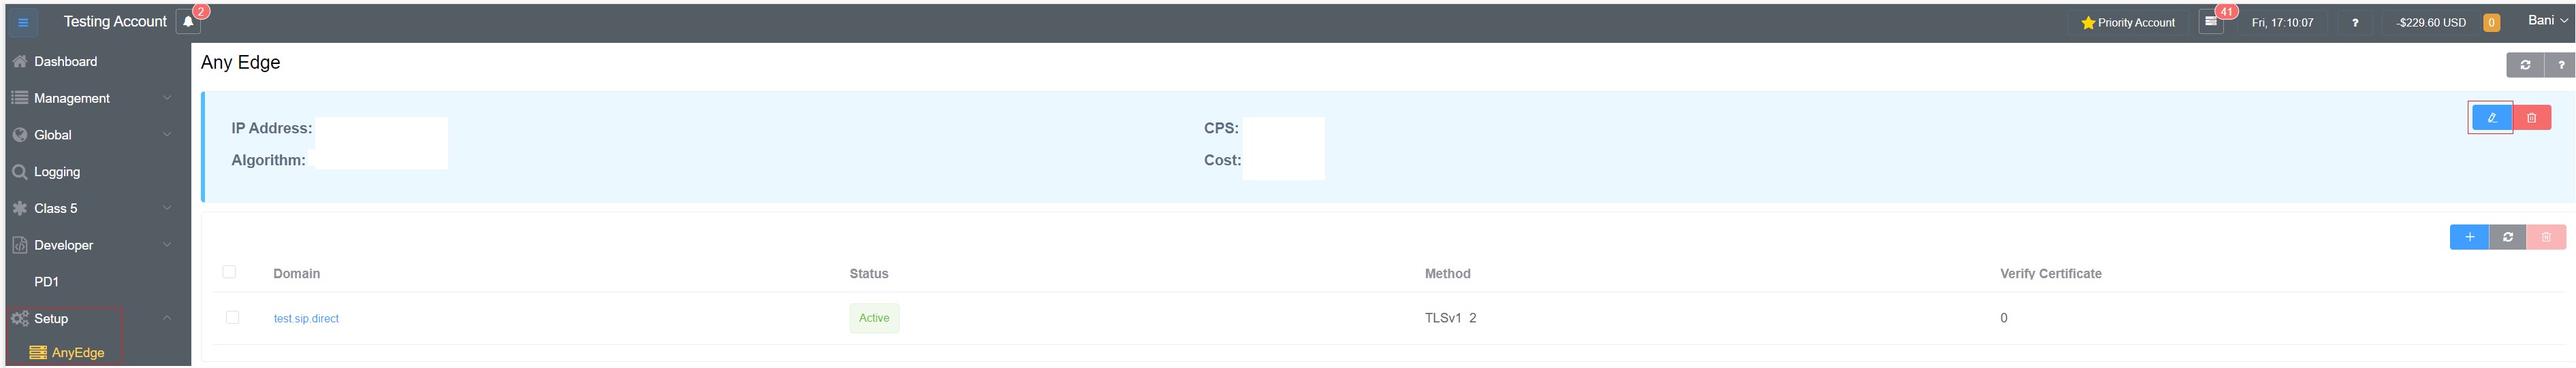 Testing Account 2 Priority Account 41 Fri, 17:10:07 ? -$229.60 USD 0 Bani
Dashboard
Management
Global
Logging
Class 5
Developer
PD1
Setup
AnyEdge
Any Edge ?
IP Address: CPS:
Algorithm: Cost:
+
Domain Status Method Verify Certificate
test.sip.direct Active TLSv1 2 0